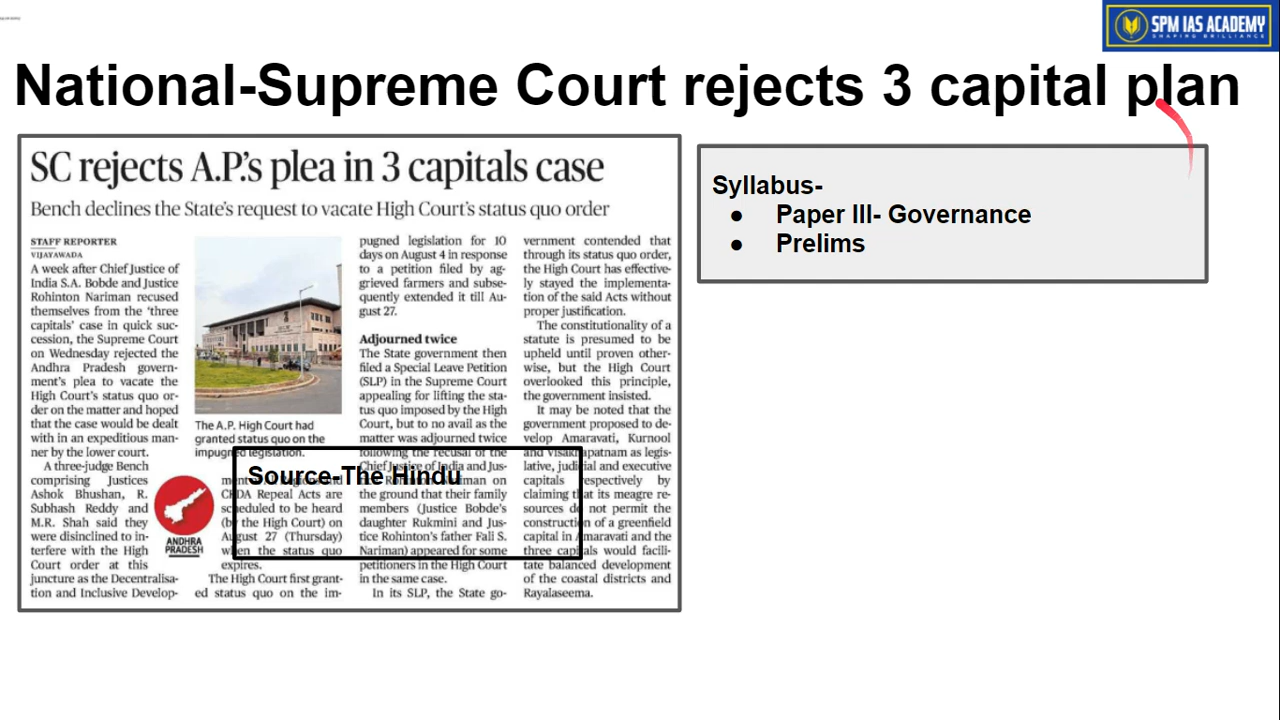 SPM IAS ACADEMY
SHAPING BRILLIANCE
National-Supreme Court rejects 3 capital plan
SC rejects A.P.'s plea in 3 capitals case
Bench declines the State's request to vacate High Court's status quo order
STAFF REPORTER
VIJAYAWADA
A week after Chief Justice of
India S.A. Bobde and Justice
Rohinton Nariman recused
themselves from the 'three
capitals' case in quick suc-
cession, the Supreme Court
on Wednesday rejected the
Andhra Pradesh govern-
ment's plea to vacate the
High Court's status quo or-
der on the matter and hoped
that the case would be dealt
with in an expeditious man-
ner by the lower court.
A three-judge Bench
comprising Justices
Ashok Bhushan, R.
Subhash Reddy and
M.R. Shah said they
were disinclined to in-
terfere with the High
Court order at this
juncture as the Decentralisa-
tion and Inclusive Develop-
The A.P. High Court had
granted status quo on the
impugned legislation.
ANDHRA
PRADESH
CRDA Repeal Acts are
scheduled to be heard
(by the High Court) on
August 27 (Thursday)
when the status quo
expires.
The High Court first grant-
ed status quo on the im-
pugned legislation for 10
days on August 4 in response
to a petition filed by ag-
grieved farmers and subse-
quently extended it till Au-
gust 27.
Adjourned twice
The State government then
filed a Special Leave Petition
(SLP) in the Supreme Court
appealing for lifting the sta-
tus quo imposed by the High
Court, but to no avail as the
matter was adjourned twice
following the recusal of the
Chief Justice of India and Jus-
on
the ground that their family
members (Justice Bobde's
daughter Rukmini and Jus-
tice Rohinton's father Fali S.
Nariman) appeared for some
petitioners in the High Court
in the same case.
In its SLP, the State go-
vernment contended that
through its status quo order,
the High Court has effective-
ly stayed the implementa-
tion of the said Acts without
proper justification.
The constitutionality of a
statute is presumed to be
upheld until proven other-
wise, but the High Court
overlooked this principle,
the government insisted.
It may be noted that the
government proposed to de-
velop Amaravati, Kurnool
and Visakhapatnam as legis-
lative, judicial and executive
capitals respectively by
claiming that its meagre re-
sources do not permit the
construction of a greenfield
capital in Amaravati and the
three capitals would facili-
tate balanced development
of the coastal districts and
Rayalaseema.
Source-The Hindu
Syllabus-
● Paper III- Governance
● Prelims